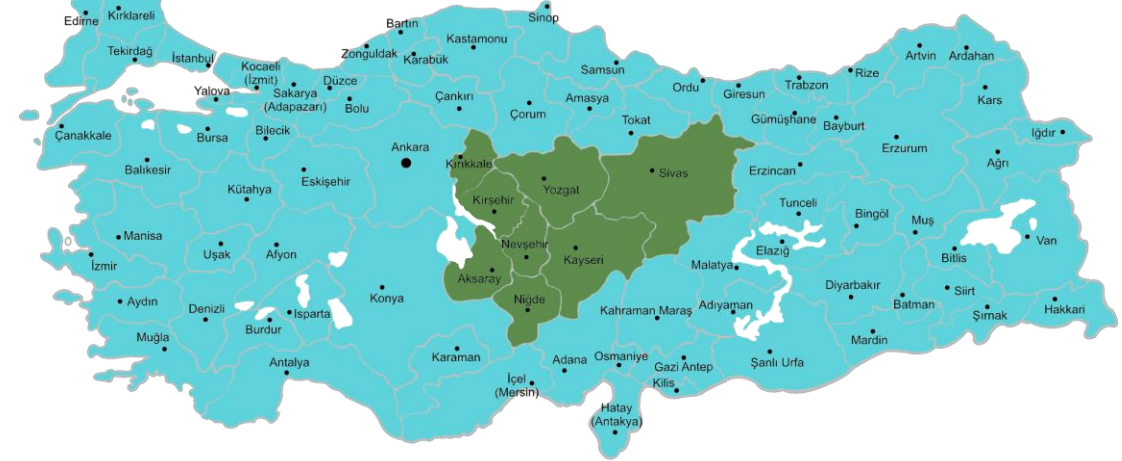 Sinop
Edirne
Kırklareli
Bartın
Kastamonu
Tekirdağ
İstanbul
Zonguldak
Karabük
Samsun
Artvin
Ardahan
Kocaeli
(İzmit)
Düzce
Sakarya
(Adapazarı)
Yalova
Bolu
Çankırı
Çorum
Amasya
Ordu
Giresun
Trabzon
Rize
Kars
Çanakkale
Bursa
Bilecik
Tokat
Gümüşhane
Bayburt
Iğdır
Ankara
Erzurum
Balıkesir
Kırıkkale
Ağrı
Eskişehir
Yozgat
Sivas
Erzincan
Kütahya
Kırşehir
Tunceli
Bingöl
Muş
Manisa
Uşak
Afyon
Nevşehir
Elazığ
Van
İzmir
Kayseri
Malatya
Bitlis
Aksaray
Aydın
Konya
Niğde
Diyarbakır
Batman
Siirt
Denizli
Isparta
Kahraman Maraş
Adıyaman
Şırnak
Hakkari
Burdur
Muğla
Mardin
Antalya
Karaman
Adana
Osmaniye
Gazi Antep
Şanlı Urfa
İçel
(Mersin)
Kilis
Hatay
(Antakya)